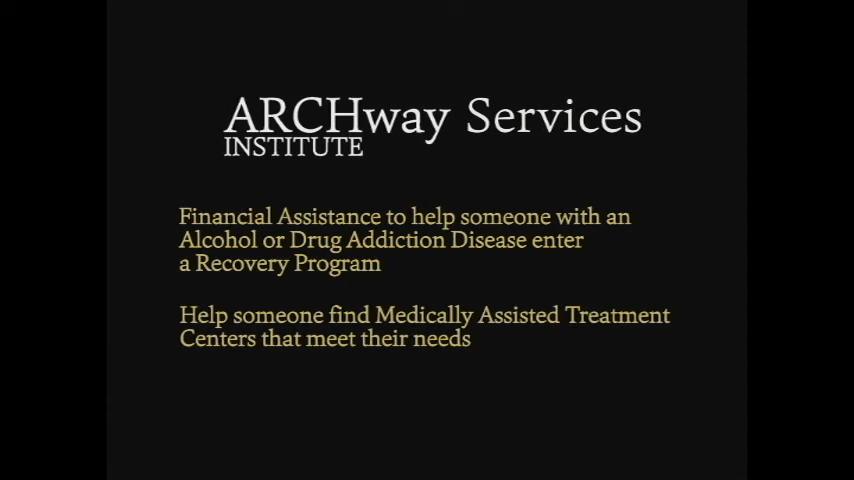 ARCHway Services
INSTITUTE
Financial Assistance to help someone with an
Alcohol or Drug Addiction Disease enter
a Recovery Program
Help someone find Medically Assisted Treatment
Centers that meet their needs